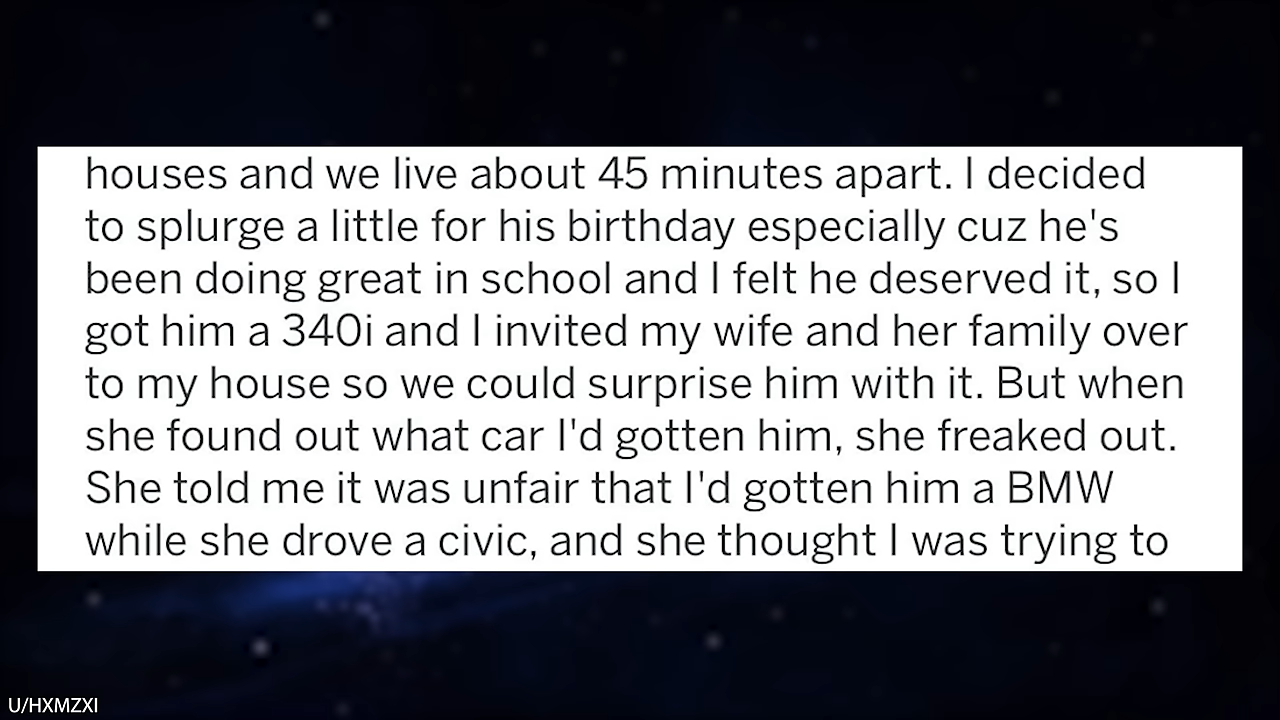 houses and we live about 45 minutes apart. I decided
to splurge a little for his birthday especially cuz he's
been doing great in school and I felt he deserved it, so I
got him a 340i and I invited my wife and her family over
to my house so we could surprise him with it. But when
she found out what car I'd gotten him, she freaked out.
She told me it was unfair that I'd gotten him a BMW
while she drove a civic, and she thought I was trying to
U/HXMZXI